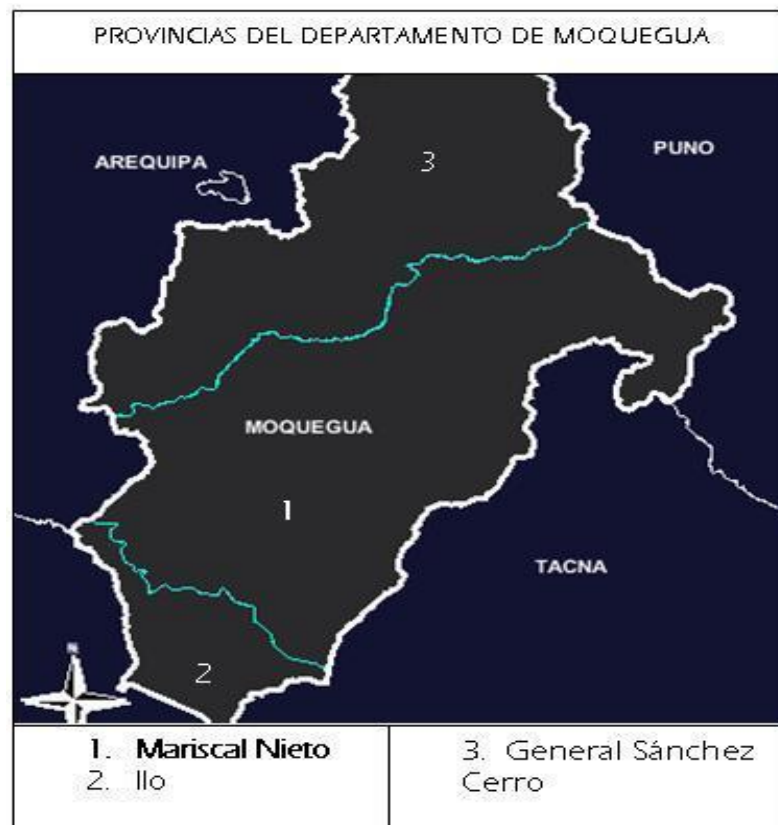 PROVINCIAS DEL DEPARTAMENTO DE MOQUEGUA
AREQUIPA
3
PUNO
MOQUEGUA
1
TACNA
N
2
1. Mariscal Nieto
2. Ilo
3. General Sánchez
Cerro